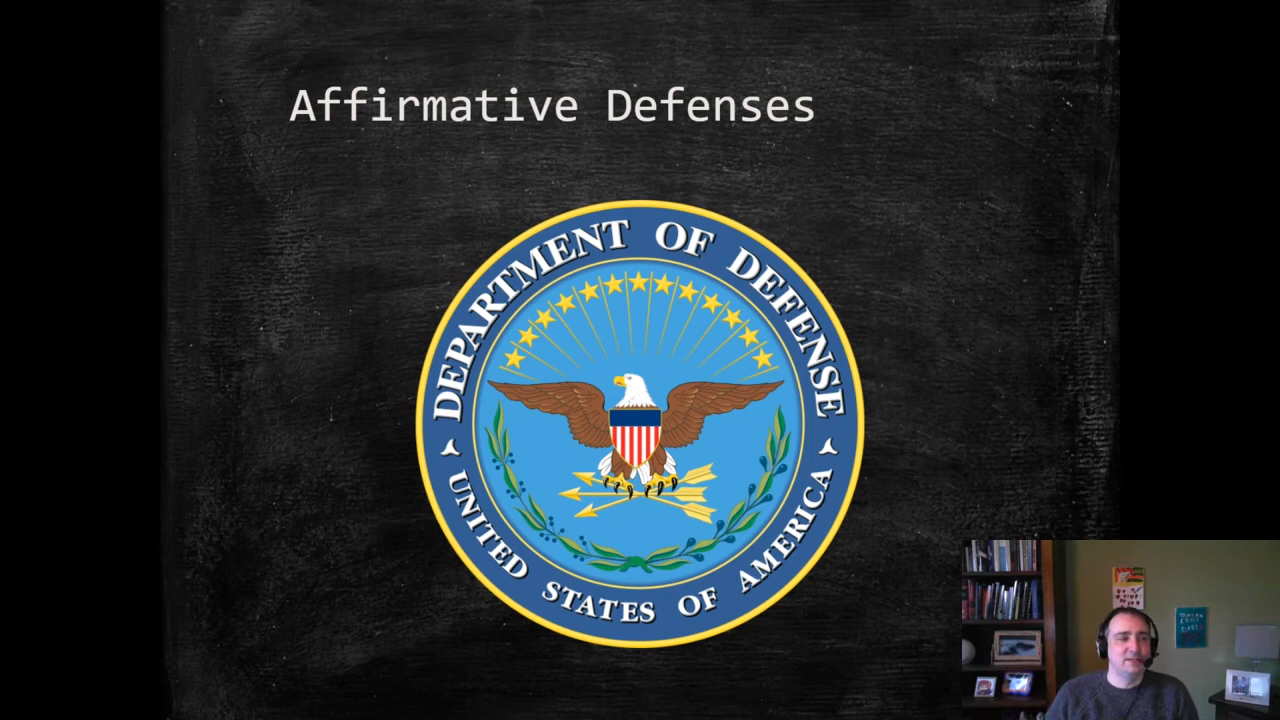 Affirmative Defenses
DEPARTMENT OF DEFENSE
UNITED STATES OF AMERICA